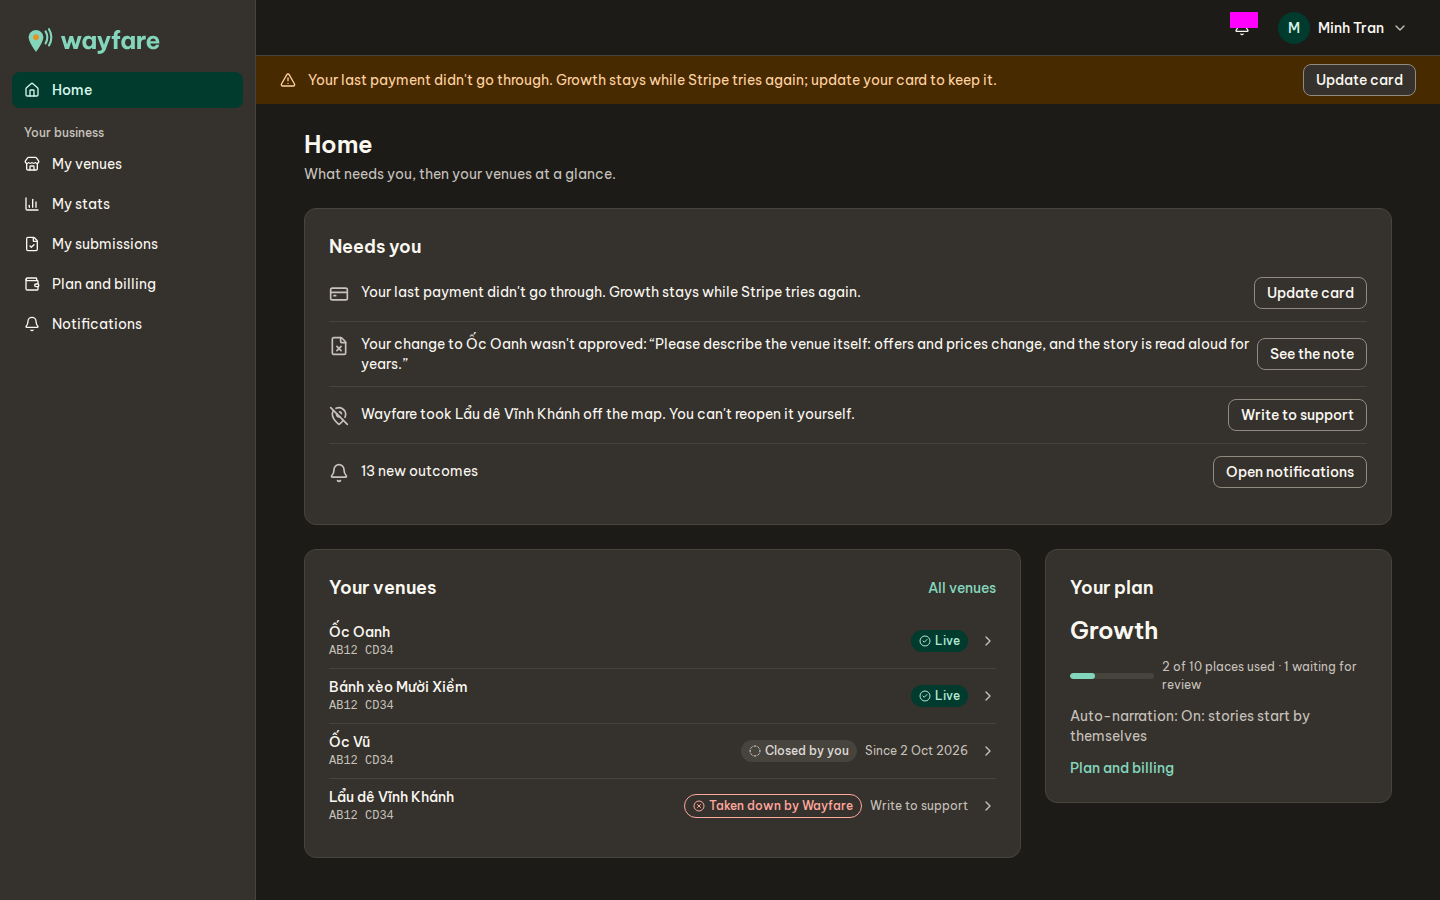 wayfare
M
Minh Tran
Your last payment didn't go through. Growth stays while Stripe tries again; update your card to keep it.
Update card
Home
Your business
My venues
My stats
My submissions
Plan and billing
Notifications
Home
What needs you, then your venues at a glance.
Needs you
Your last payment didn't go through. Growth stays while Stripe tries again.
Update card
Your change to Ốc Oanh wasn't approved: “Please describe the venue itself: offers and prices change, and the story is read aloud for
years.”
See the note
Wayfare took Lẩu dê Vĩnh Khánh off the map. You can't reopen it yourself.
Write to support
13 new outcomes
Open notifications
Your venues
All venues
Ốc Oanh
AB12 CD34
Live
Bánh xèo Mười Xiềm
AB12 CD34
Live
Ốc Vũ
AB12 CD34
Closed by you
Since 2 Oct 2026
Lẩu dê Vĩnh Khánh
AB12 CD34
Taken down by Wayfare
Write to support
Your plan
Growth
2 of 10 places used · 1 waiting for
review
Auto-narration: On: stories start by
themselves
Plan and billing